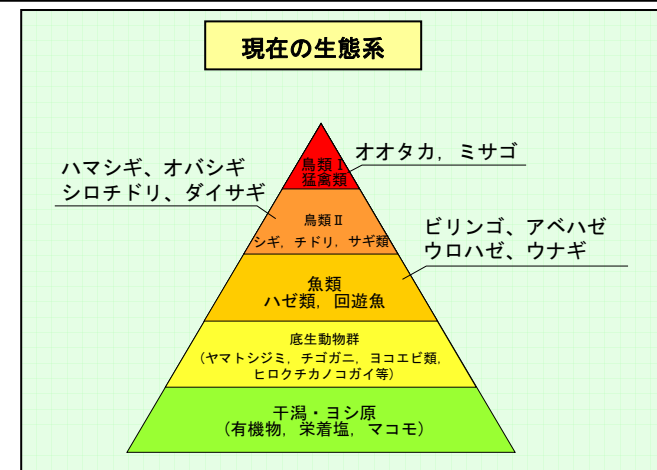 現在の生態系
オオタカ，ミサゴ
鳥類Ⅰ
猛禽類
ハマシギ、オバシギ
シロチドリ、ダイサギ
鳥類Ⅱ
シギ，チドリ，サギ類
ビリンゴ、アベハゼ
ウロハゼ、ウナギ
魚類
ハゼ類，回遊魚
底生動物群
（ヤマトシジミ，チゴガニ，ヨコエビ類，
ヒロクチカノコガイ等）
干潟・ヨシ原
（有機物，栄着塩，マコモ）